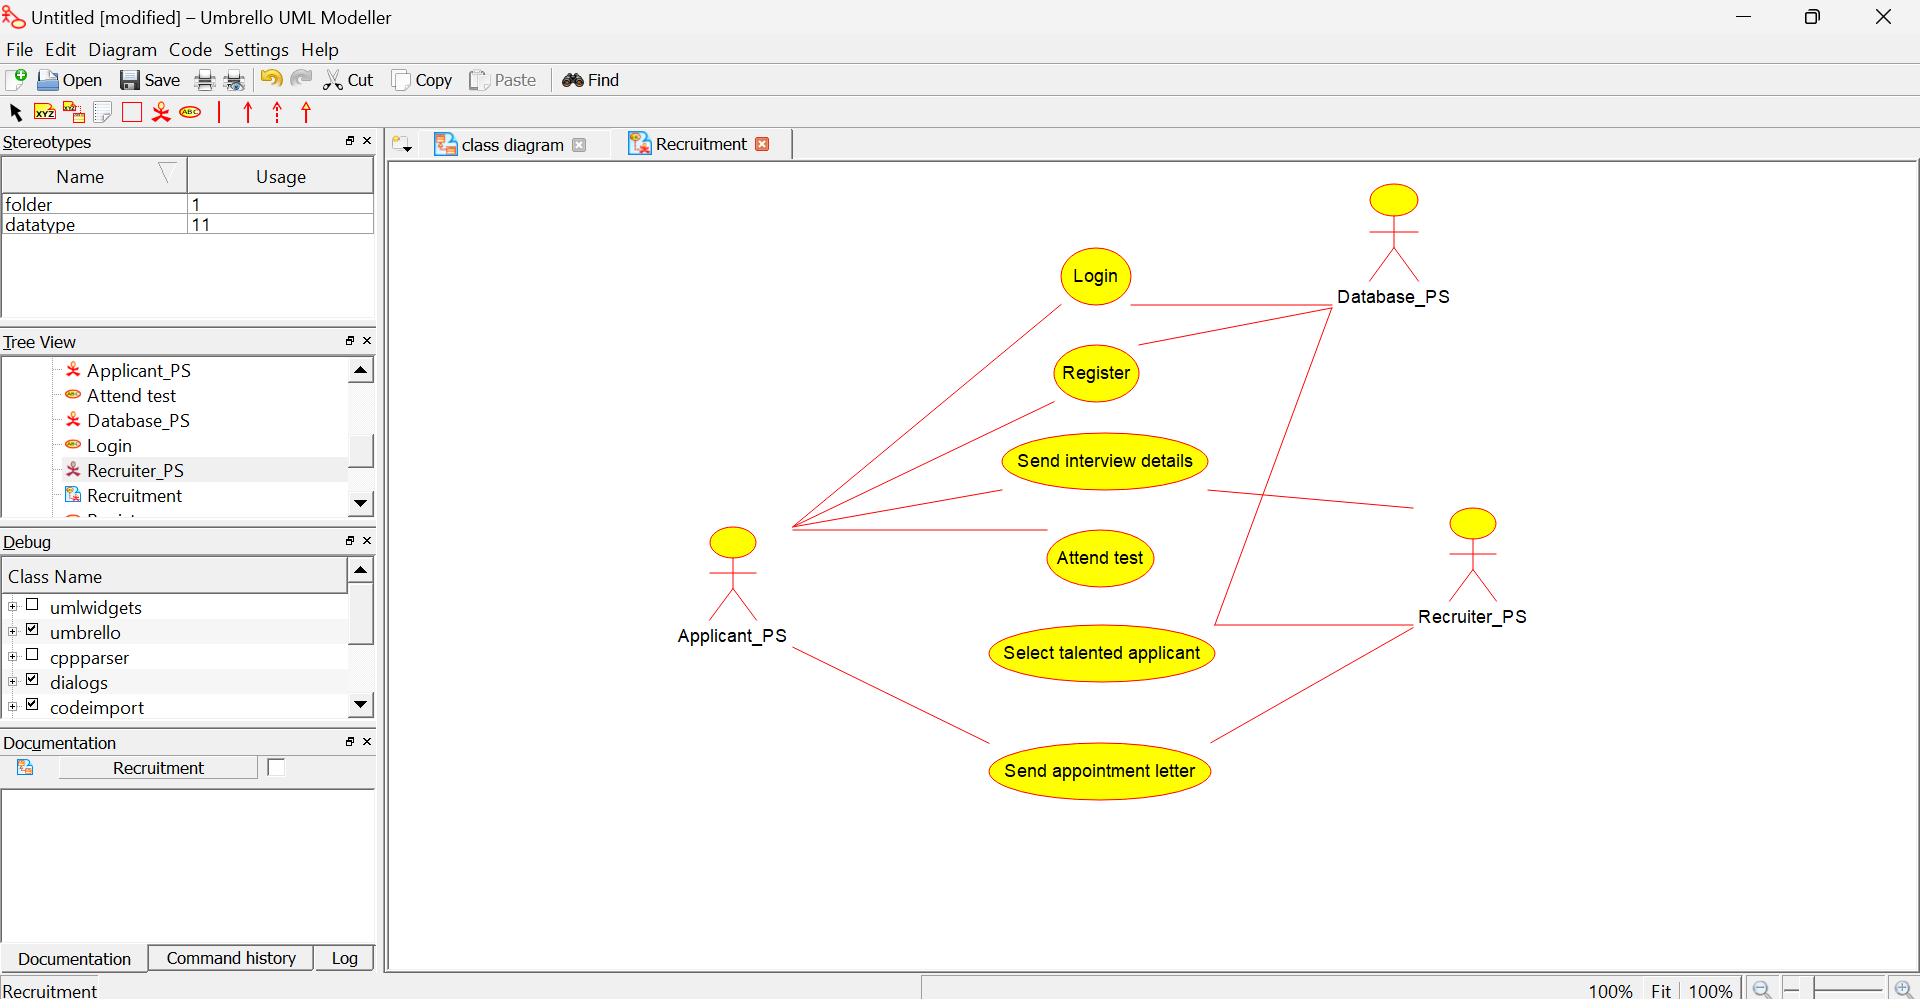 Untitled [modified] – Umbrello UML Modeller
File Edit Diagram Code Settings Help
Open Save Cut Copy Paste Find
Stereotypes
Name Usage
folder 1
datatype 11
Tree View
Applicant_PS
Attend test
Database_PS
Login
Recruiter_PS
Recruitment
Debug
Class Name
umlwidgets
umbrello
cppparser
dialogs
codeimport
Documentation
Recruitment
Documentation Command history Log
Recruitment
class diagram Recruitment
Database_PS
Login
Register
Send interview details
Attend test
Applicant_PS
Recruiter_PS
Select talented applicant
Send appointment letter
100% Fit 100%